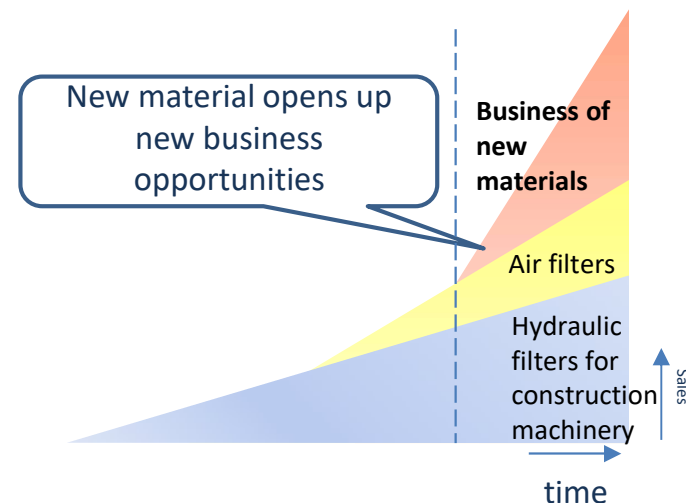 New material opens up
new business
opportunities
Business of
new
materials
Air filters
Hydraulic
filters for
construction
machinery
Sales
time